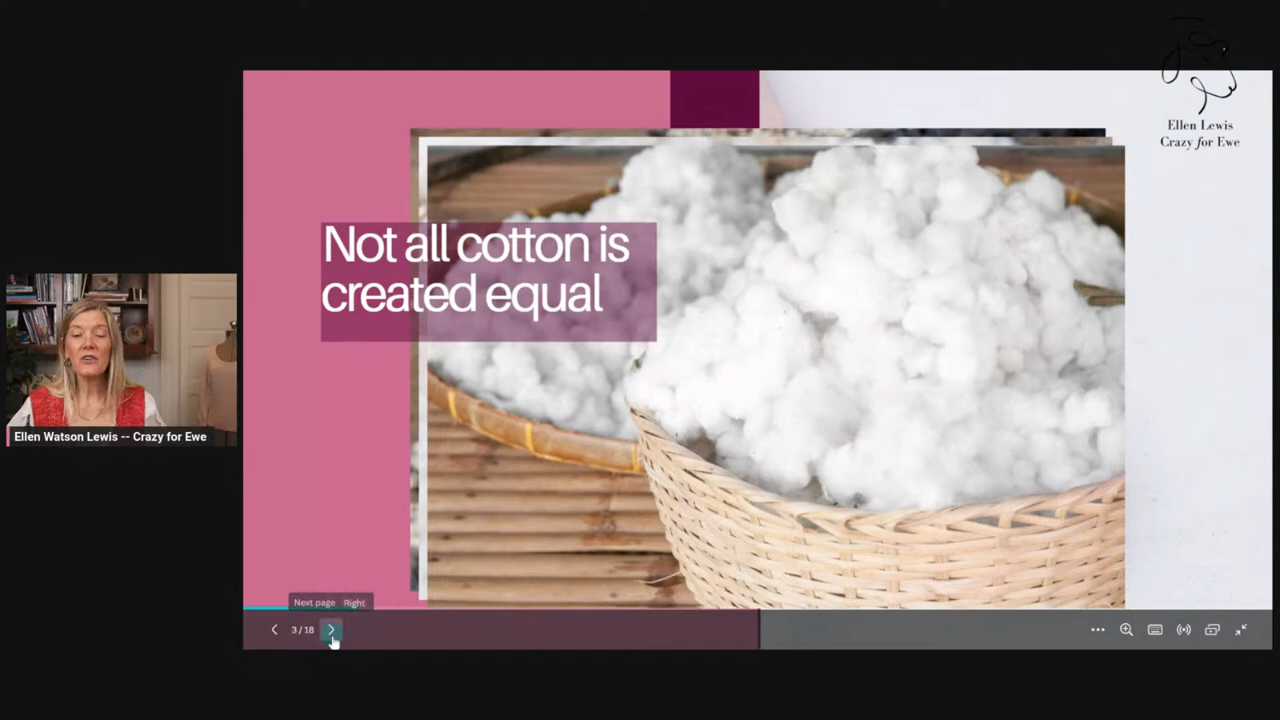 Ellen Lewis
Crazy for Ewe
Not all cotton is
created equal
Ellen Watson Lewis -- Crazy for Ewe
Next page Right
3 / 18